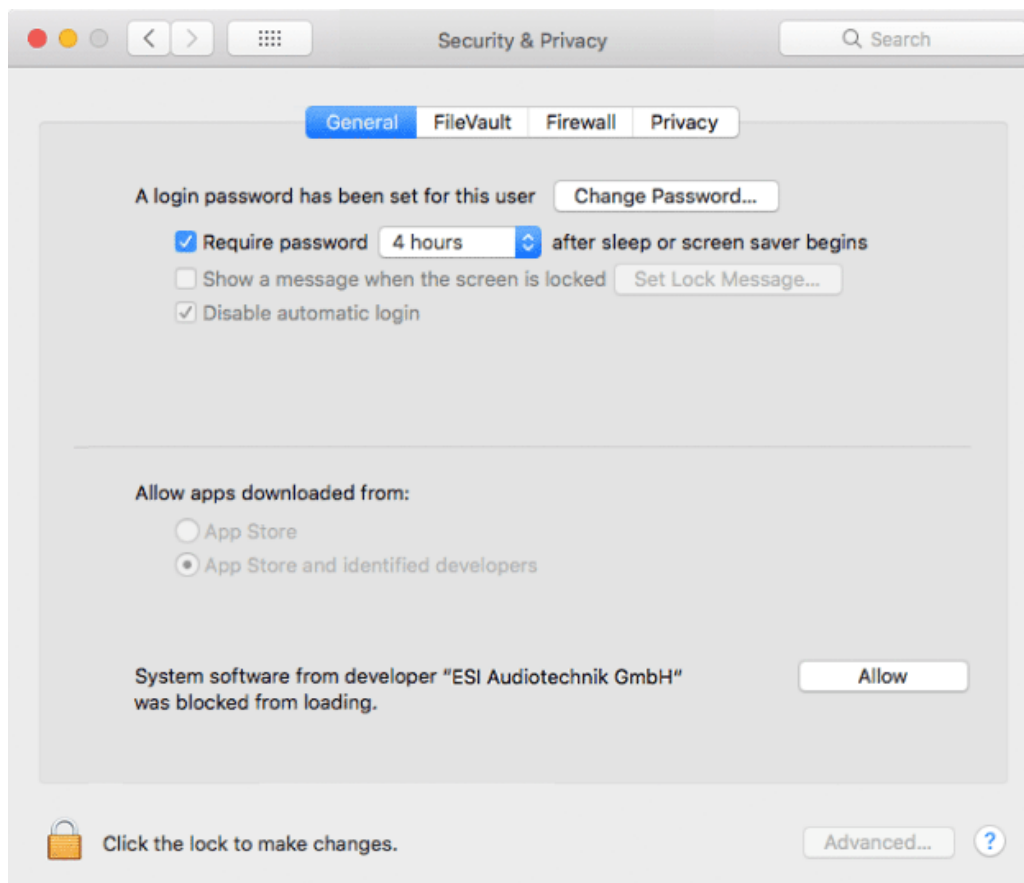 Security & Privacy
Search
General FileVault Firewall Privacy
A login password has been set for this user Change Password...
Require password 4 hours after sleep or screen saver begins
Show a message when the screen is locked Set Lock Message...
Disable automatic login
Allow apps downloaded from:
App Store
App Store and identified developers
System software from developer "ESI Audiotechnik GmbH" Allow
was blocked from loading.
Click the lock to make changes. Advanced... ?